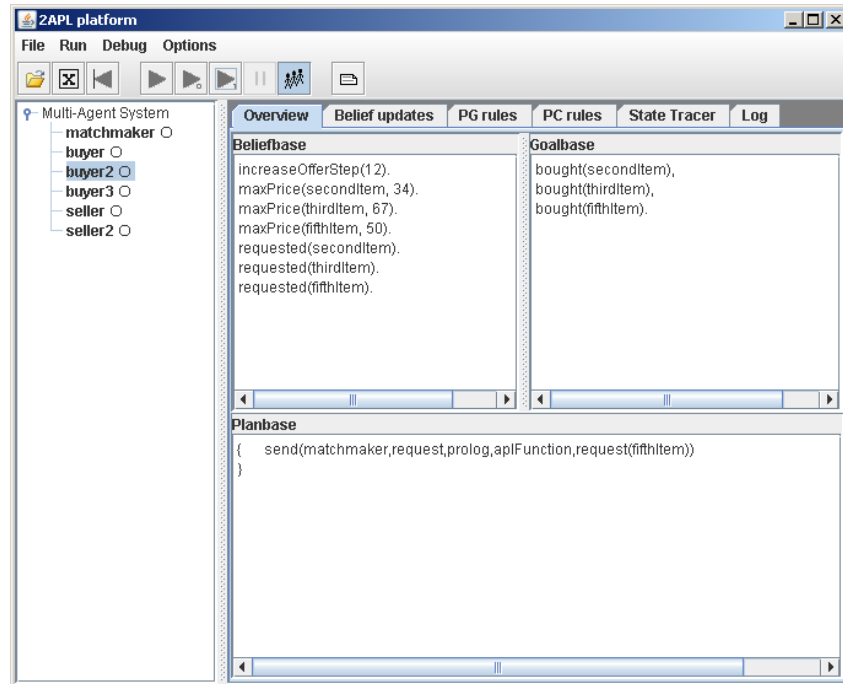 2APL platform
File Run Debug Options
Multi-Agent System
matchmaker
buyer
buyer2
buyer3
seller
seller2
Overview Belief updates PG rules PC rules State Tracer Log
Beliefbase
increaseOfferStep(12).
maxPrice(secondItem, 34).
maxPrice(thirdItem, 67).
maxPrice(fifthItem, 50).
requested(secondItem).
requested(thirdItem).
requested(fifthItem).
Goalbase
bought(secondItem),
bought(thirdItem),
bought(fifthItem).
Planbase
{ send(matchmaker,request,prolog,aplFunction,request(fifthItem))
}